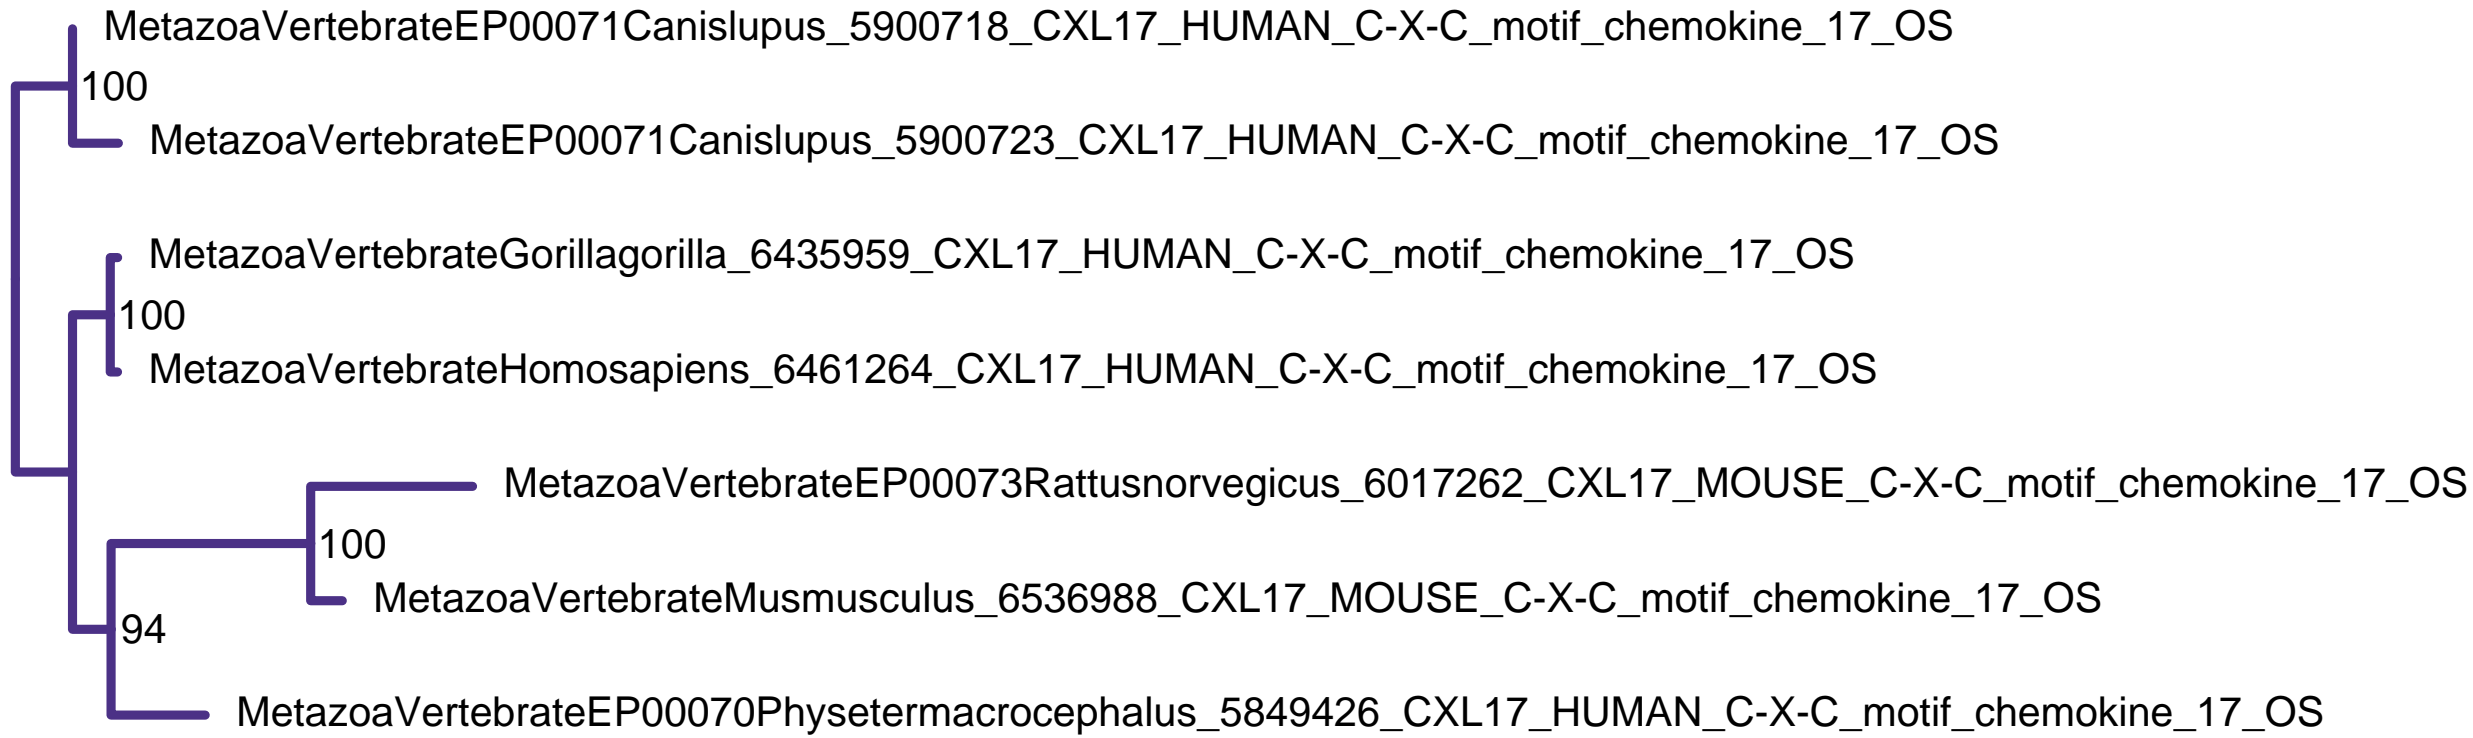 MetazoaVertebrateEP00071Canislupus_5900718_CXL17_HUMAN_C-X-C_motif_chemokine_17_OS
100
MetazoaVertebrateEP00071Canislupus_5900723_CXL17_HUMAN_C-X-C_motif_chemokine_17_OS
MetazoaVertebrateGorillagorilla_6435959_CXL17_HUMAN_C-X-C_motif_chemokine_17_OS
100
MetazoaVertebrateHomosapiens_6461264_CXL17_HUMAN_C-X-C_motif_chemokine_17_OS
MetazoaVertebrateEP00073Rattusnorvegicus_6017262_CXL17_MOUSE_C-X-C_motif_chemokine_17_OS
100
MetazoaVertebrateMusmusculus_6536988_CXL17_MOUSE_C-X-C_motif_chemokine_17_OS
94
MetazoaVertebrateEP00070Physetermacrocephalus_5849426_CXL17_HUMAN_C-X-C_motif_chemokine_17_OS